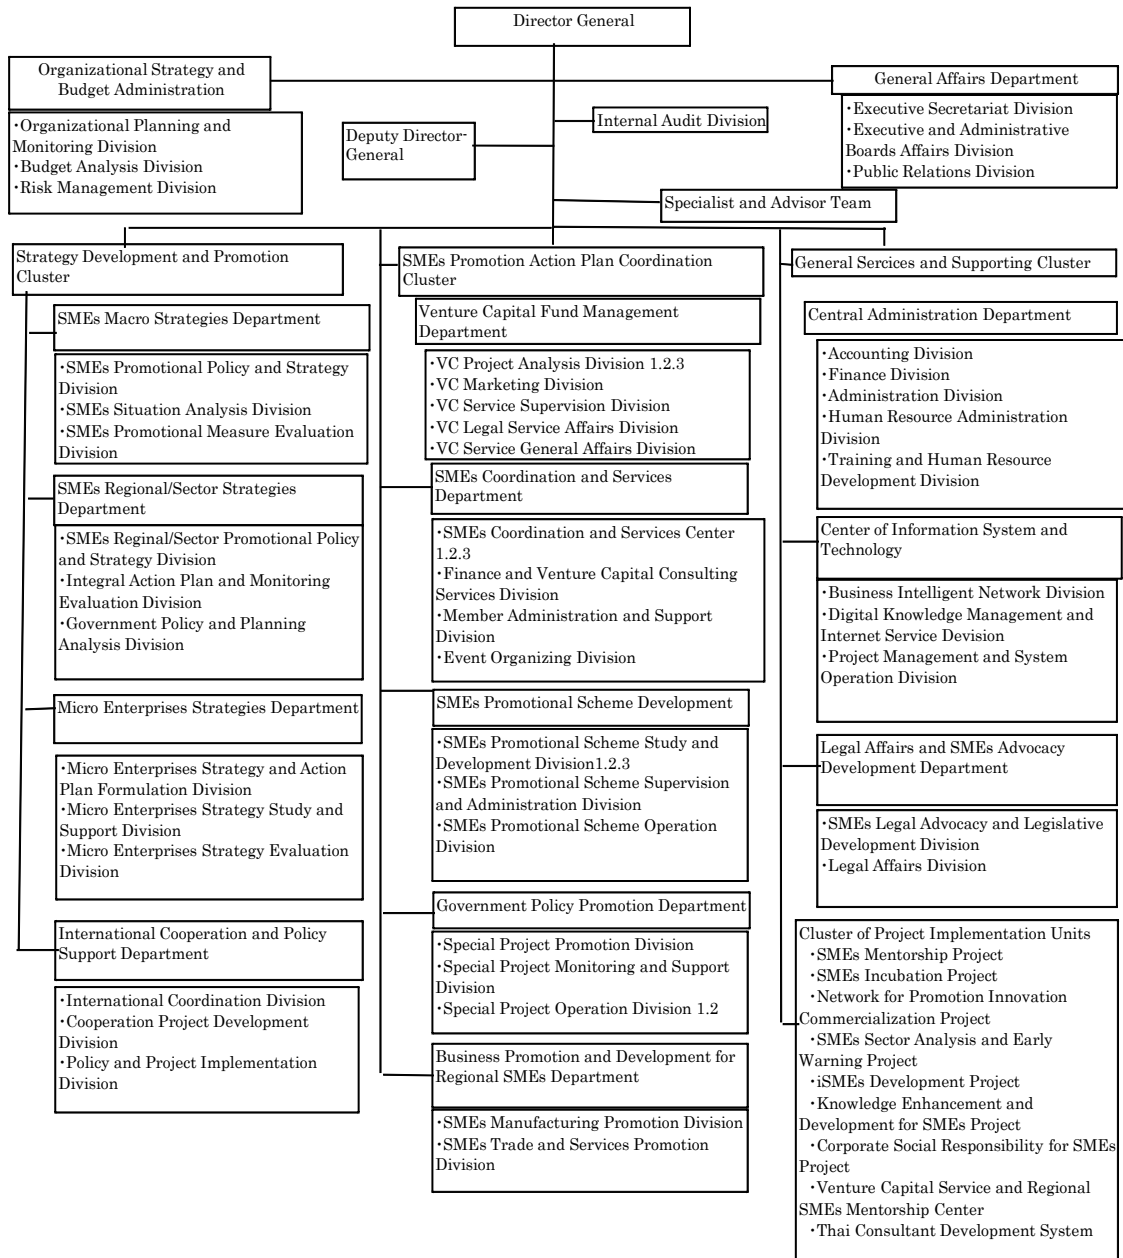 Director General
Organizational Strategy and
Budget Administration
General Affairs Department
・Organizational Planning and
Monitoring Division
・Budget Analysis Division
・Risk Management Division
Deputy Director-
General
Internal Audit Division
・Executive Secretariat Division
・Executive and Administrative
Boards Affairs Division
・Public Relations Division
Specialist and Advisor Team
Strategy Development and Promotion
Cluster
SMEs Macro Strategies Department
・SMEs Promotional Policy and Strategy
Division
・SMEs Situation Analysis Division
・SMEs Promotional Measure Evaluation
Division
SMEs Regional/Sector Strategies
Department
・SMEs Reginal/Sector Promotional Policy
and Strategy Division
・Integral Action Plan and Monitoring
Evaluation Division
・Government Policy and Planning
Analysis Division
Micro Enterprises Strategies Department
・Micro Enterprises Strategy and Action
Plan Formulation Division
・Micro Enterprises Strategy Study and
Support Division
・Micro Enterprises Strategy Evaluation
Division
International Cooperation and Policy
Support Department
・International Coordination Division
・Cooperation Project Development
Division
・Policy and Project Implementation
Division
SMEs Promotion Action Plan Coordination
Cluster
Venture Capital Fund Management
Department
・VC Project Analysis Division 1.2.3
・VC Marketing Division
・VC Service Supervision Division
・VC Legal Service Affairs Division
・VC Service General Affairs Division
SMEs Coordination and Services
Department
・SMEs Coordination and Services Center
1.2.3
・Finance and Venture Capital Consulting
Services Division
・Member Administration and Support
Division
・Event Organizing Division
SMEs Promotional Scheme Development
・SMEs Promotional Scheme Study and
Development Division1.2.3
・SMEs Promotional Scheme Supervision
and Administration Division
・SMEs Promotional Scheme Operation
Division
Government Policy Promotion Department
・Special Project Promotion Division
・Special Project Monitoring and Support
Division
・Special Project Operation Division 1.2
Business Promotion and Development for
Regional SMEs Department
・SMEs Manufacturing Promotion Division
・SMEs Trade and Services Promotion
Division
General Sercices and Supporting Cluster
Central Administration Department
・Accounting Division
・Finance Division
・Administration Division
・Human Resource Administration
Division
・Training and Human Resource
Development Division
Center of Information System and
Technology
・Business Intelligent Network Division
・Digital Knowledge Management and
Internet Service Devision
・Project Management and System
Operation Division
Legal Affairs and SMEs Advocacy
Development Department
・SMEs Legal Advocacy and Legislative
Development Division
・Legal Affairs Division
Cluster of Project Implementation Units
・SMEs Mentorship Project
・SMEs Incubation Project
・Network for Promotion Innovation
Commercialization Project
・SMEs Sector Analysis and Early
Warning Project
・iSMEs Development Project
・Knowledge Enhancement and
Development for SMEs Project
・Corporate Social Responsibility for SMEs
Project
・Venture Capital Service and Regional
SMEs Mentorship Center
・Thai Consultant Development System